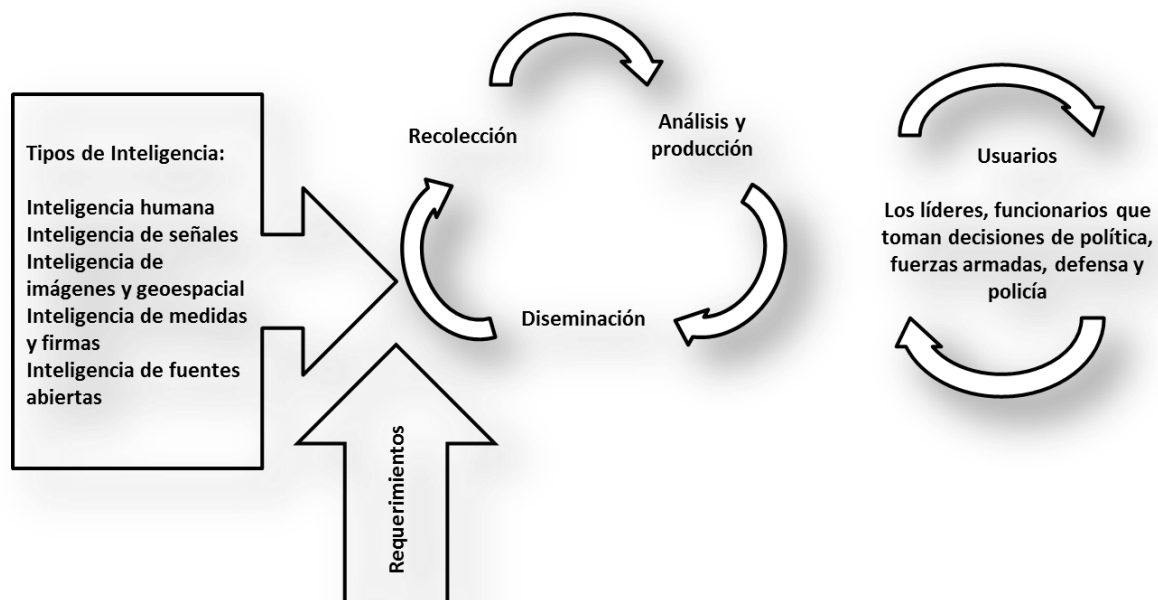 Tipos de Inteligencia:
Inteligencia humana
Inteligencia de señales
Inteligencia de
imágenes y geoespacial
Inteligencia de medidas
y firmas
Inteligencia de fuentes
abiertas
Requerimientos
Recolección
Análisis y
producción
Diseminación
Usuarios
Los líderes, funcionarios que
toman decisiones de política,
fuerzas armadas, defensa y
policía